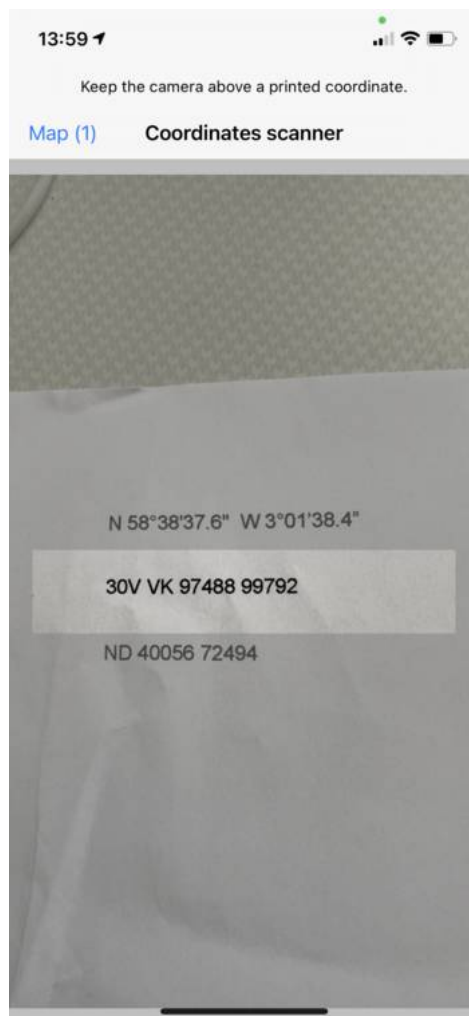 13:59
Keep the camera above a printed coordinate.
Map (1) Coordinates scanner
N 58°38'37.6" W 3°01'38.4"
30V VK 97488 99792
ND 40056 72494